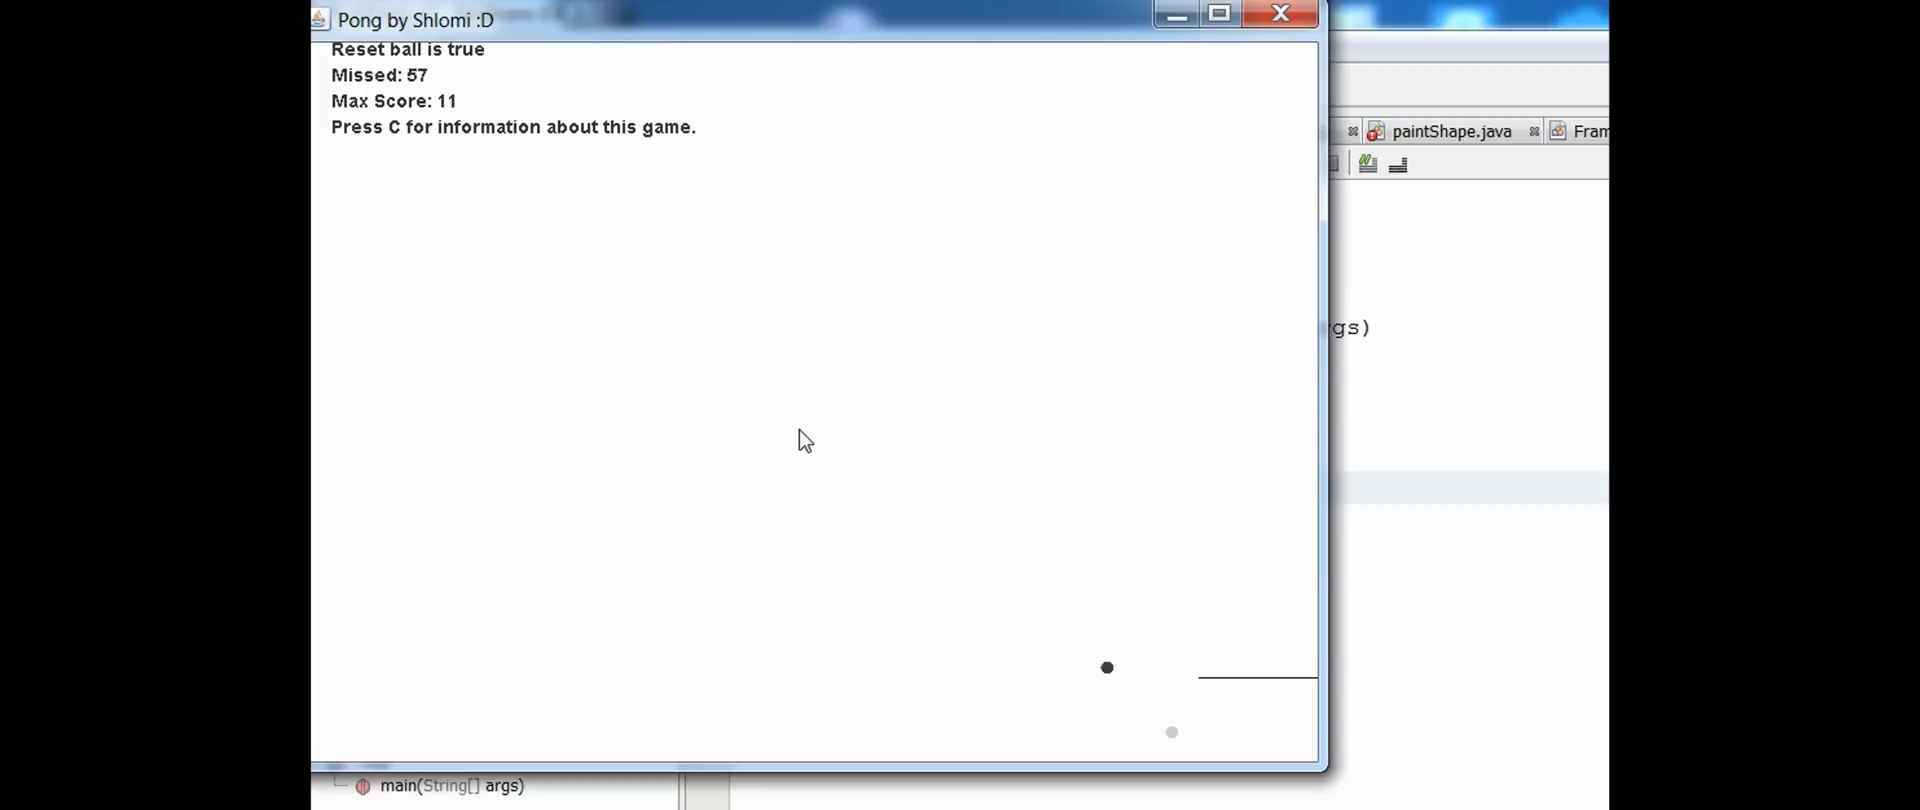 Pong by Shlomi :D
Reset ball is true
Missed: 57
Max Score: 11
Press C for information about this game.
paintShape.java
Fram
gs)
main(String[] args)